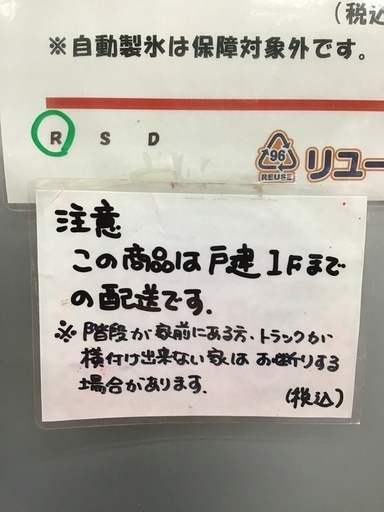 (税込
※自動製氷は保障対象外です。
R S D
96
REUSE
リユー
注意
この商品は戸建1Fまで
の配送です.
※階段が家前にある方、トラックが
横付け出来ない家はお断りする
場合があります.
(税込)